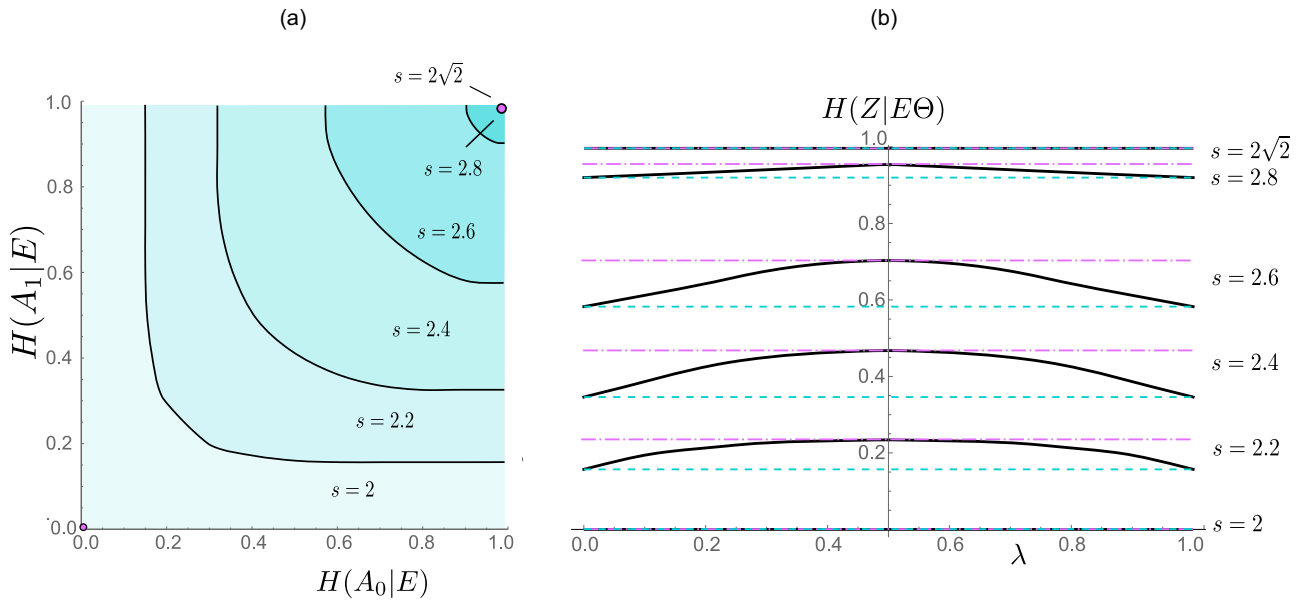 (a)
(b)
s = 2√2
H(A₁|E)
1.0
0.8
0.6
0.4
0.2
0.0
s = 2.8
s = 2.6
s = 2.4
s = 2.2
s = 2
0.0 0.2 0.4 0.6 0.8 1.0
H(A₀|E)
H(Z|EΘ)
1.0
0.8
0.6
0.4
0.2
s = 2√2
s = 2.8
s = 2.6
s = 2.4
s = 2.2
s = 2
0.0 0.2 0.4 0.6 0.8 1.0
λ